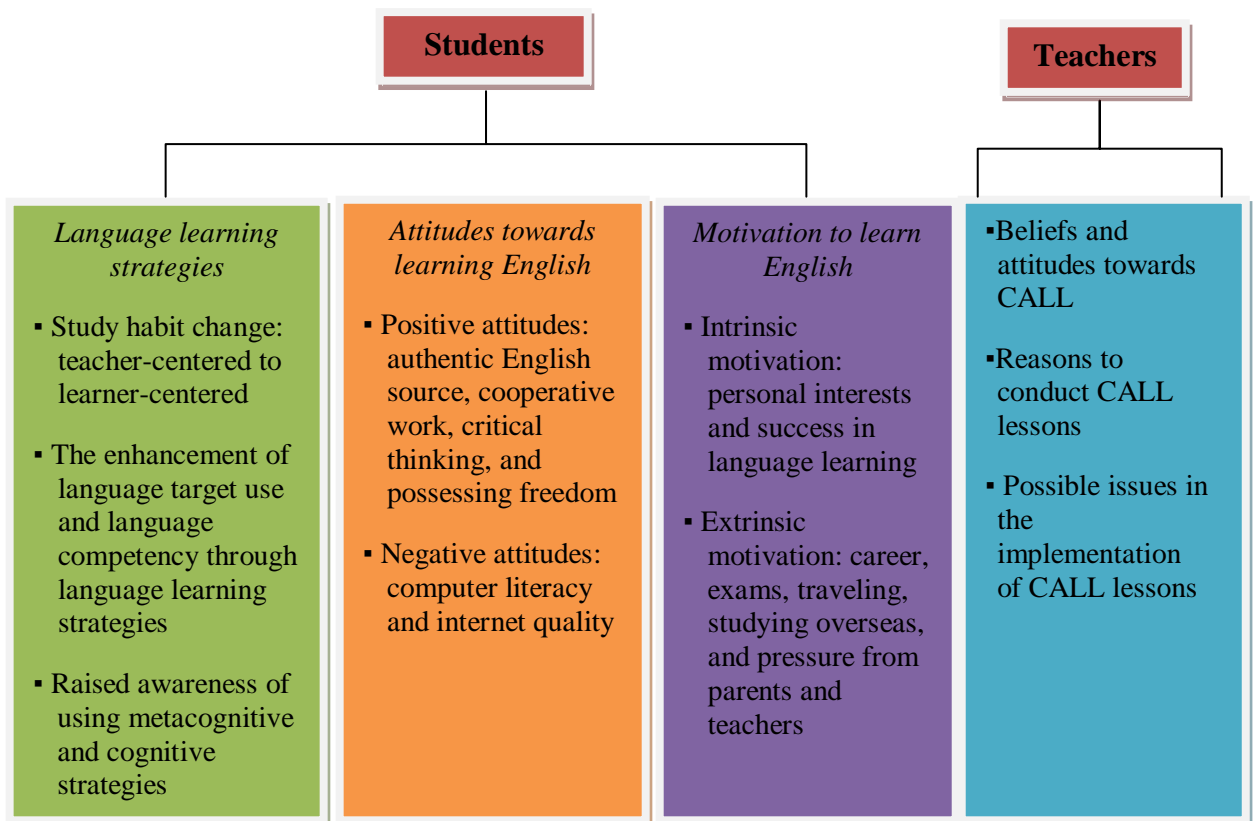 Students
Teachers
Language learning
strategies
▪ Study habit change:
teacher-centered to
learner-centered
▪ The enhancement of
language target use
and language
competency through
language learning
strategies
▪ Raised awareness of
using metacognitive
and cognitive
strategies
Attitudes towards
learning English
▪ Positive attitudes:
authentic English
source, cooperative
work, critical
thinking, and
possessing freedom
▪ Negative attitudes:
computer literacy
and internet quality
Motivation to learn
English
▪ Intrinsic
motivation:
personal interests
and success in
language learning
▪ Extrinsic
motivation: career,
exams, traveling,
studying overseas,
and pressure from
parents and
teachers
▪Beliefs and
attitudes towards
CALL
▪Reasons to
conduct CALL
lessons
▪ Possible issues in
the
implementation
of CALL lessons